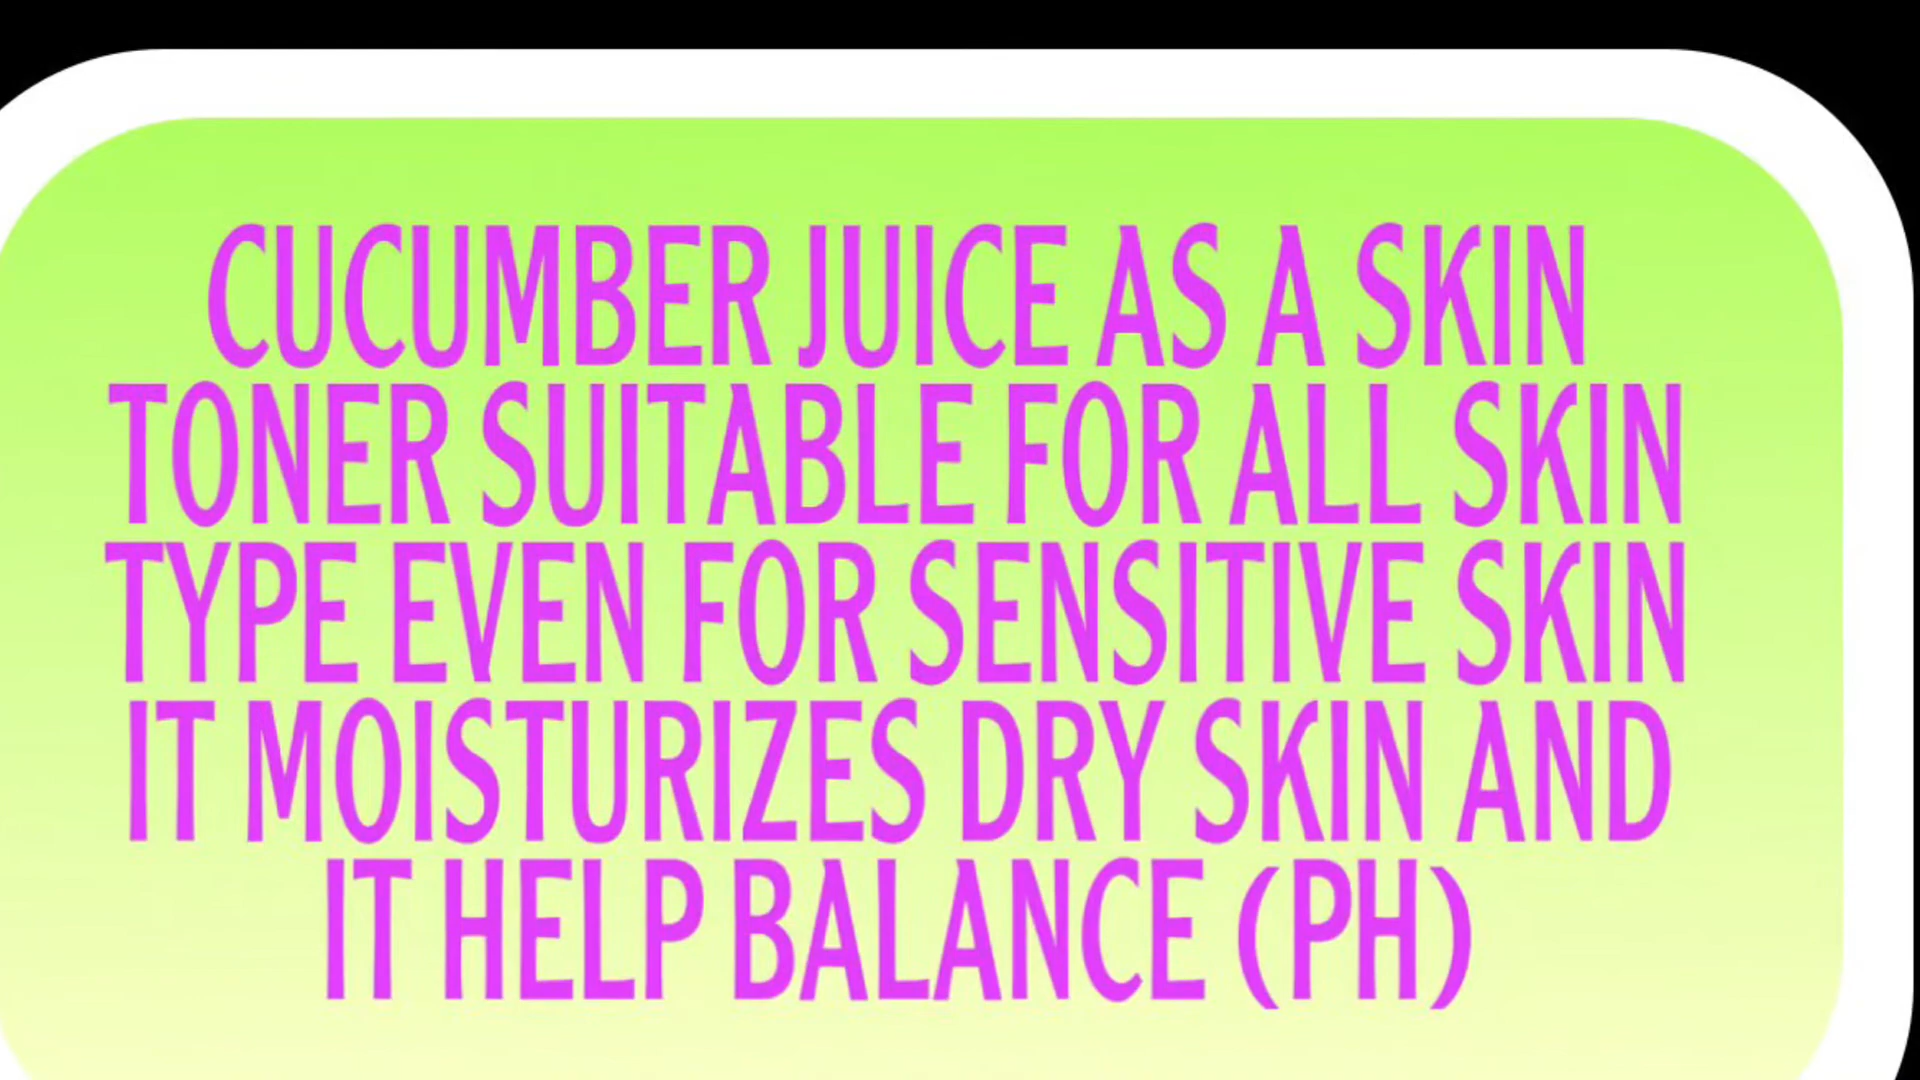 CUCUMBER JUICE AS A SKIN
TONER SUITABLE FOR ALL SKIN
TYPE EVEN FOR SENSITIVE SKIN
IT MOISTURIZES DRY SKIN AND
IT HELP BALANCE (PH)